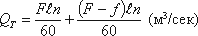 Q_T = Fℓn/60 + (F − f)ℓn/60 (м³/сек)